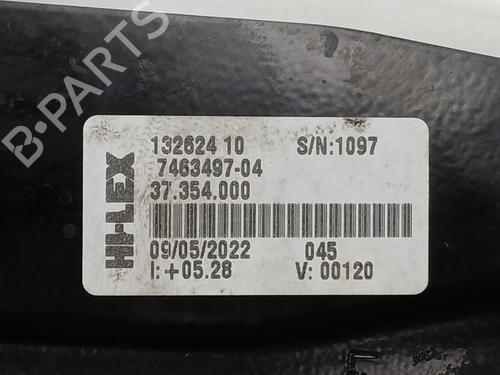 HI-LEX
132624 10 S/N:1097
7463497-04
37.354.000
09/05/2022 045
I: +05.28 V: 00120
B-PARTS